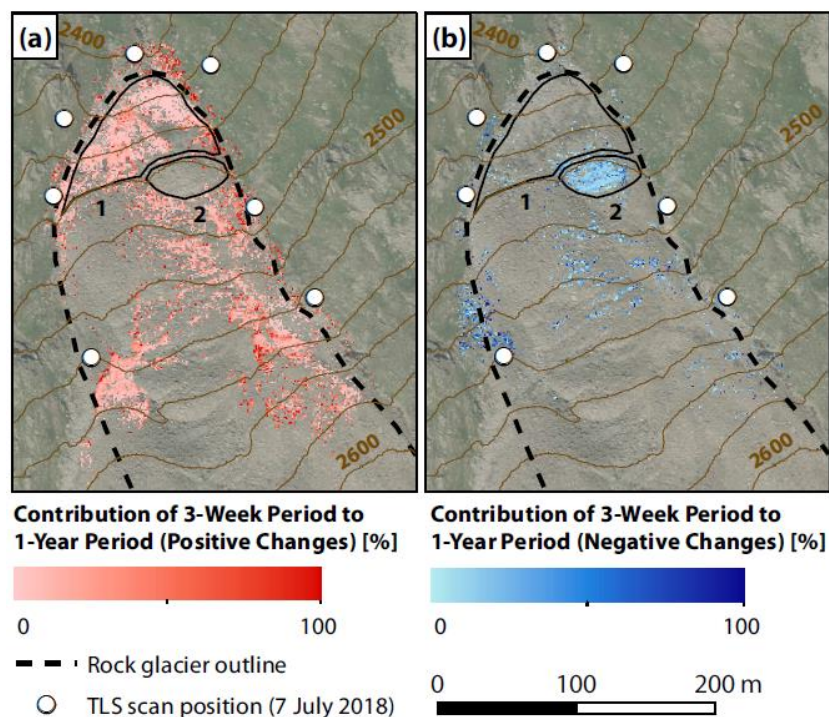 (a)
2400
2500
1
2
2600
(b)
2400
2500
1
2
2600
Contribution of 3-Week Period to
1-Year Period (Positive Changes) [%]
0
100
Contribution of 3-Week Period to
1-Year Period (Negative Changes) [%]
0
100
Rock glacier outline
TLS scan position (7 July 2018)
0
100
200 m